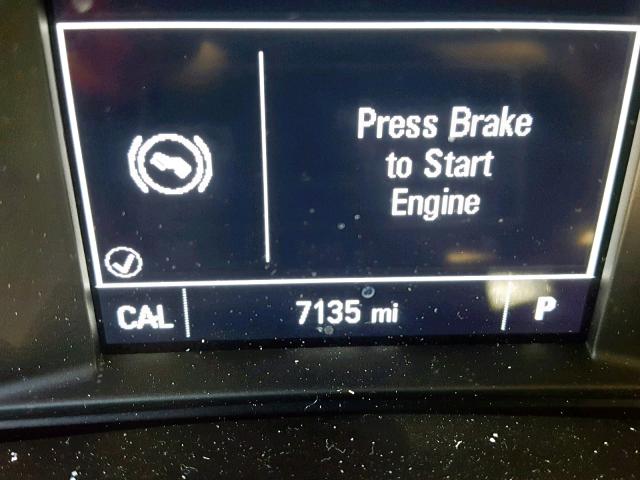 Press Brake
to Start
Engine
CAL 7135 mi P